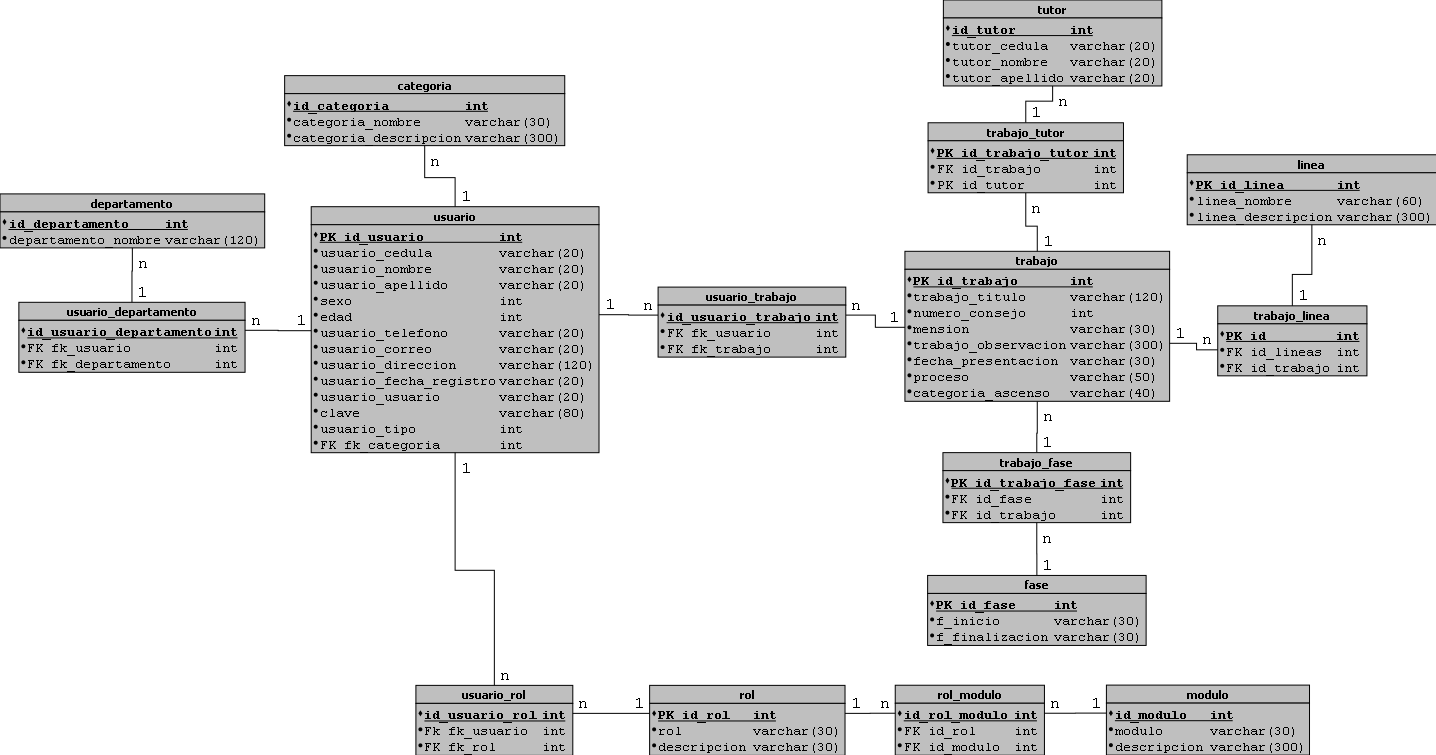 tutor
id_tutor int
tutor_cedula varchar(20)
tutor_nombre varchar(20)
tutor_apellido varchar(20)
n
1
categoria
id_categoria int
categoria_nombre varchar(30)
categoria_descripcion varchar(300)
n
1
trabajo_tutor
PK id_trabajo_tutor int
FK id_trabajo int
PK id_tutor int
n
1
linea
PK id_linea int
linea_nombre varchar(60)
linea_descripcion varchar(300)
n
1
departamento
id_departamento int
departamento_nombre varchar(120)
n
1
usuario
PK id_usuario int
usuario_cedula varchar(20)
usuario_nombre varchar(20)
usuario_apellido varchar(20)
sexo int
edad int
usuario_telefono varchar(20)
usuario_correo varchar(20)
usuario_direccion varchar(120)
usuario_fecha_registro varchar(20)
usuario_usuario varchar(20)
clave varchar(80)
usuario_tipo int
FK fk_categoria int
usuario_departamento
id_usuario_departamento int
FK fk_usuario int
FK fk_departamento int
n 1
1 n
usuario_trabajo
id_usuario_trabajo int
FK fk_usuario int
FK fk_trabajo int
n 1
trabajo
PK id_trabajo int
trabajo_titulo varchar(120)
numero_consejo int
mension varchar(30)
trabajo_observacion varchar(300)
fecha_presentacion varchar(30)
proceso varchar(50)
categoria_ascenso varchar(40)
1 n
trabajo_linea
PK id int
FK id_lineas int
FK id_trabajo int
n
1
trabajo_fase
PK id_trabajo_fase int
FK id_fase int
FK id_trabajo int
n
1
fase
PK id_fase int
f_inicio varchar(30)
f_finalizacion varchar(30)
1
n
usuario_rol
id_usuario_rol int
Fk fk_usuario int
FK fk_rol int
n 1
rol
PK id_rol int
rol varchar(30)
descripcion varchar(30)
1 n
rol_modulo
id_rol_modulo int
FK id_rol int
FK id_modulo int
n 1
modulo
id_modulo int
modulo varchar(30)
descripcion varchar(300)